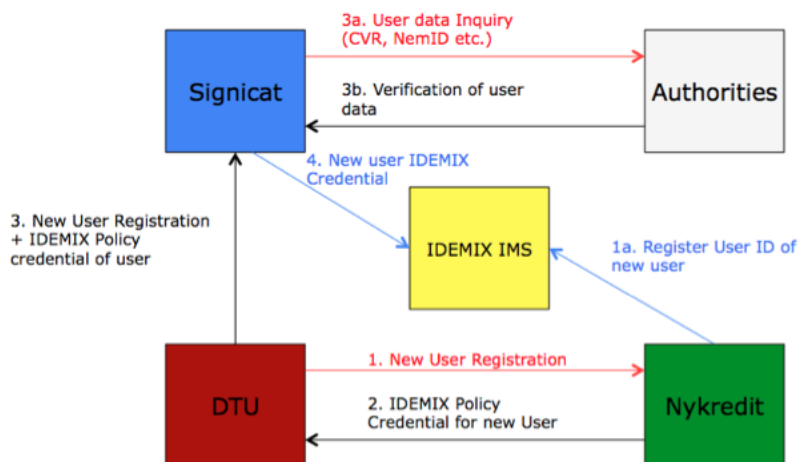 3a. User data Inquiry
(CVR, NemID etc.)
Signicat
Authorities
3b. Verification of user
data
4. New user IDEMIX
Credential
3. New User Registration
+ IDEMIX Policy
credential of user
IDEMIX IMS
1a. Register User ID of
new user
1. New User Registration
DTU
2. IDEMIX Policy
Credential for new User
Nykredit